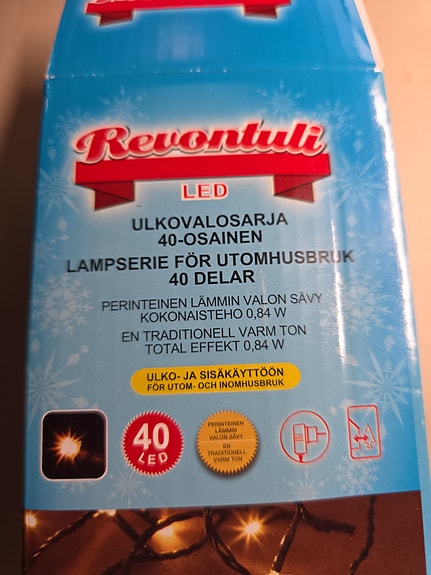 Revontuli
LED
ULKOVALOSARJA
40-OSAINEN
LAMPSERIE FÖR UTOMHUSBRUK
40 DELAR
PERINTEINEN LÄMMIN VALON SÄVY
KOKONAISTEHO 0,84 W
EN TRADITIONELL VARM TON
TOTAL EFFEKT 0,84 W
ULKO- JA SISÄKÄYTTÖÖN
FÖR UTOM- OCH INOMHUSBRUK
40
LED
PERINTEINEN
LÄMMIN
VALON SÄVY
EN
TRADITIONELL
VARM TON